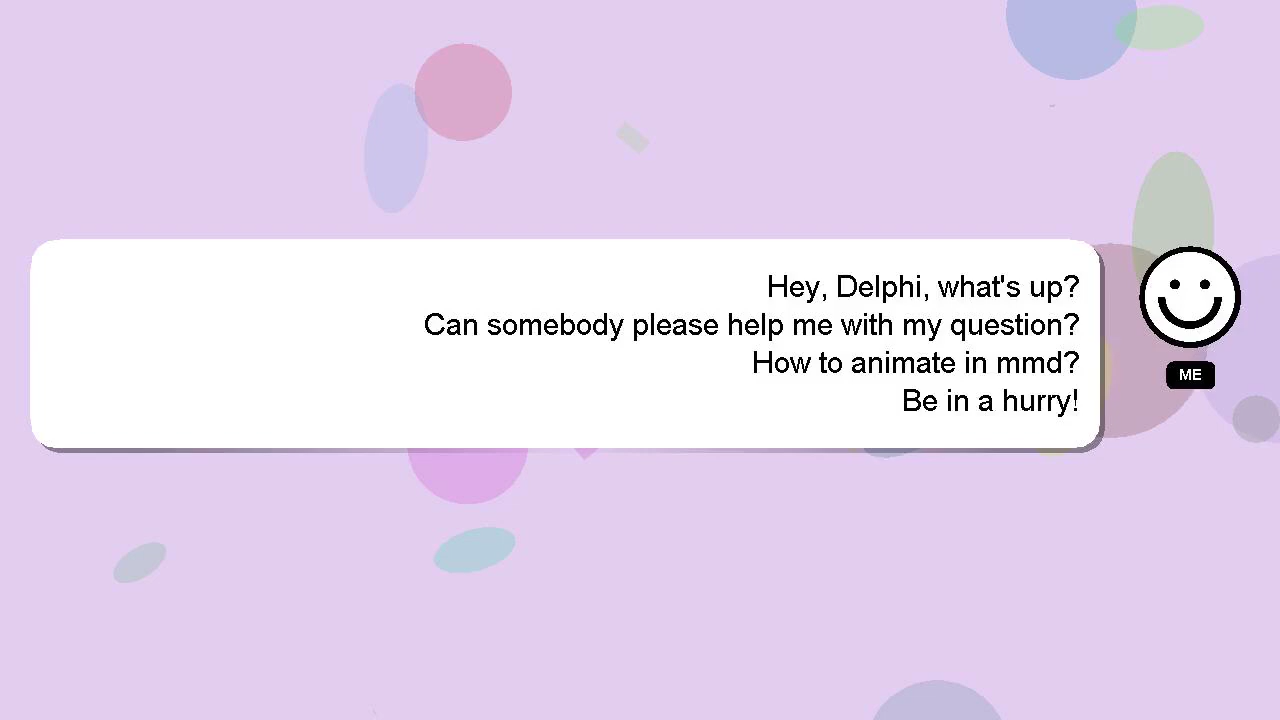 Hey, Delphi, what's up?
Can somebody please help me with my question?
How to animate in mmd?
Be in a hurry!
ME